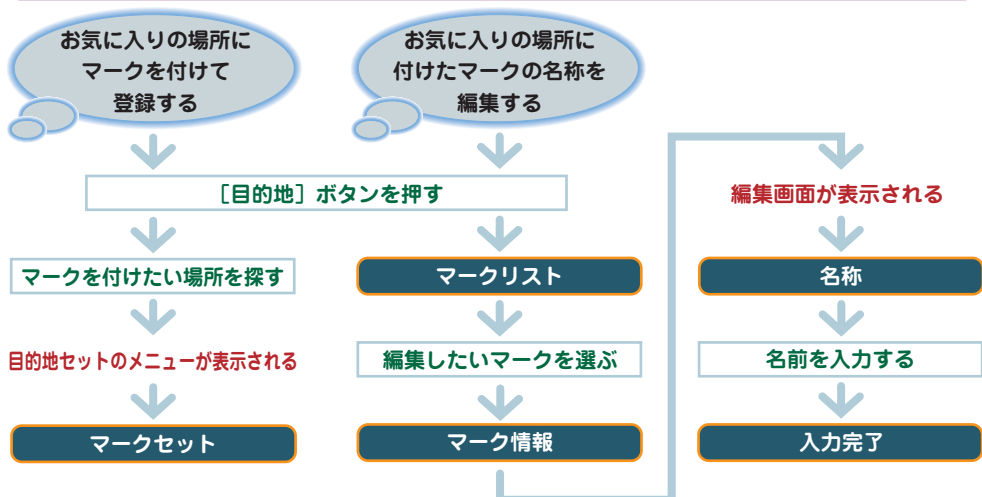 お気に入りの場所に
マークを付けて
登録する
お気に入りの場所に
付けたマークの名称を
編集する
［目的地］ボタンを押す
マークを付けたい場所を探す
目的地セットのメニューが表示される
マークセット
マークリスト
編集したいマークを選ぶ
マーク情報
編集画面が表示される
名称
名前を入力する
入力完了